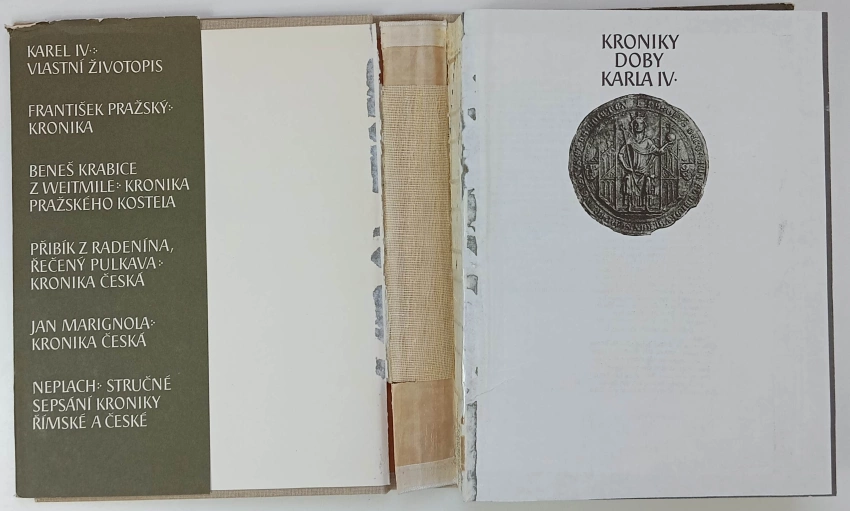 KAREL IV·:·
VLASTNÍ ŽIVOTOPIS
FRANTIŠEK PRAŽSKÝ·:·
KRONIKA
BENEŠ KRABICE
Z WEITMILE·:· KRONIKA
PRAŽSKÉHO KOSTELA
PŘIBÍK Z RADENÍNA,
ŘEČENÝ PULKAVA·:·
KRONIKA ČESKÁ
JAN MARIGNOLA·:·
KRONIKA ČESKÁ
NEPLACH·:· STRUČNÉ
SEPSÁNÍ KRONIKY
ŘÍMSKÉ A ČESKÉ
KRONIKY
DOBY
KARLA IV·